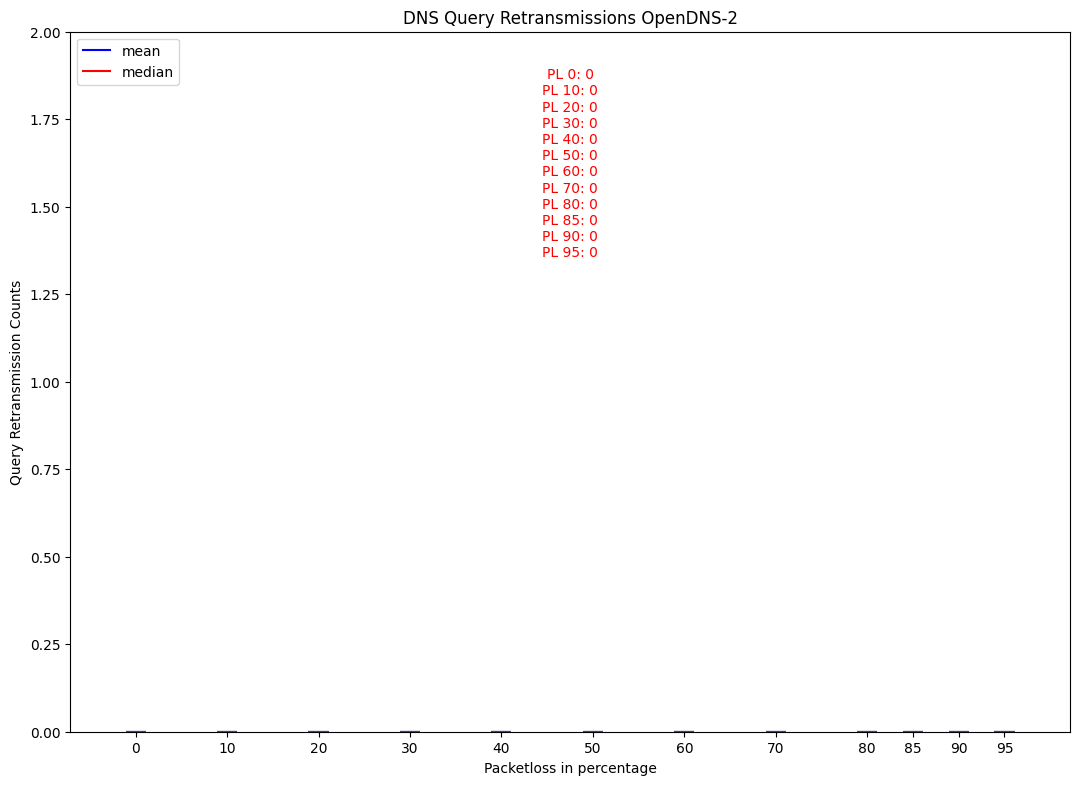 DNS Query Retransmissions OpenDNS-2
mean
median
PL 0: 0
PL 10: 0
PL 20: 0
PL 30: 0
PL 40: 0
PL 50: 0
PL 60: 0
PL 70: 0
PL 80: 0
PL 85: 0
PL 90: 0
PL 95: 0
2.00
1.75
1.50
1.25
1.00
0.75
0.50
0.25
0.00
Query Retransmission Counts
0 10 20 30 40 50 60 70 80 85 90 95
Packetloss in percentage